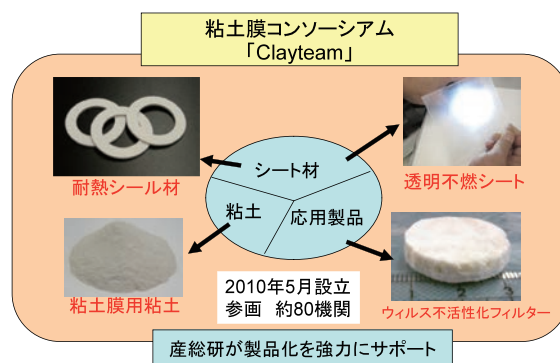 粘土膜コンソーシアム
「Clayteam」
耐熱シール材
シート材
透明不燃シート
粘土
応用製品
粘土膜用粘土
2010年5月設立
参画 約80機関
1 2 3
ウィルス不活性化フィルター
産総研が製品化を強力にサポート